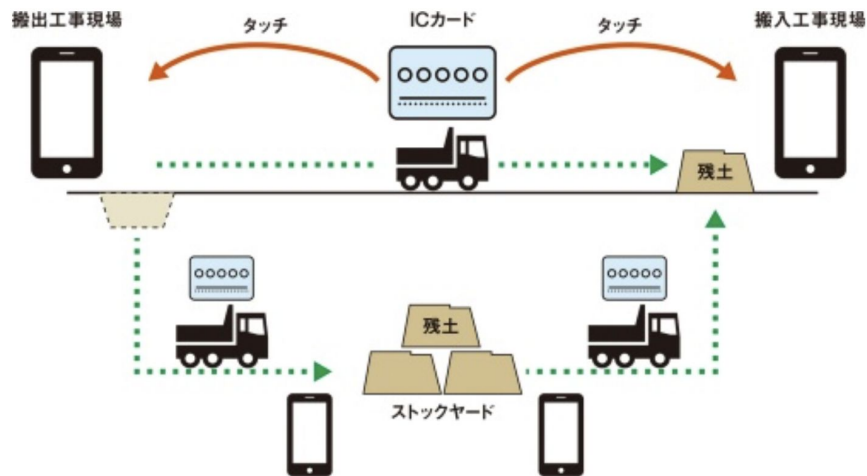 搬出工事現場
タッチ
ICカード
タッチ
搬入工事現場
残土
残土
ストックヤード